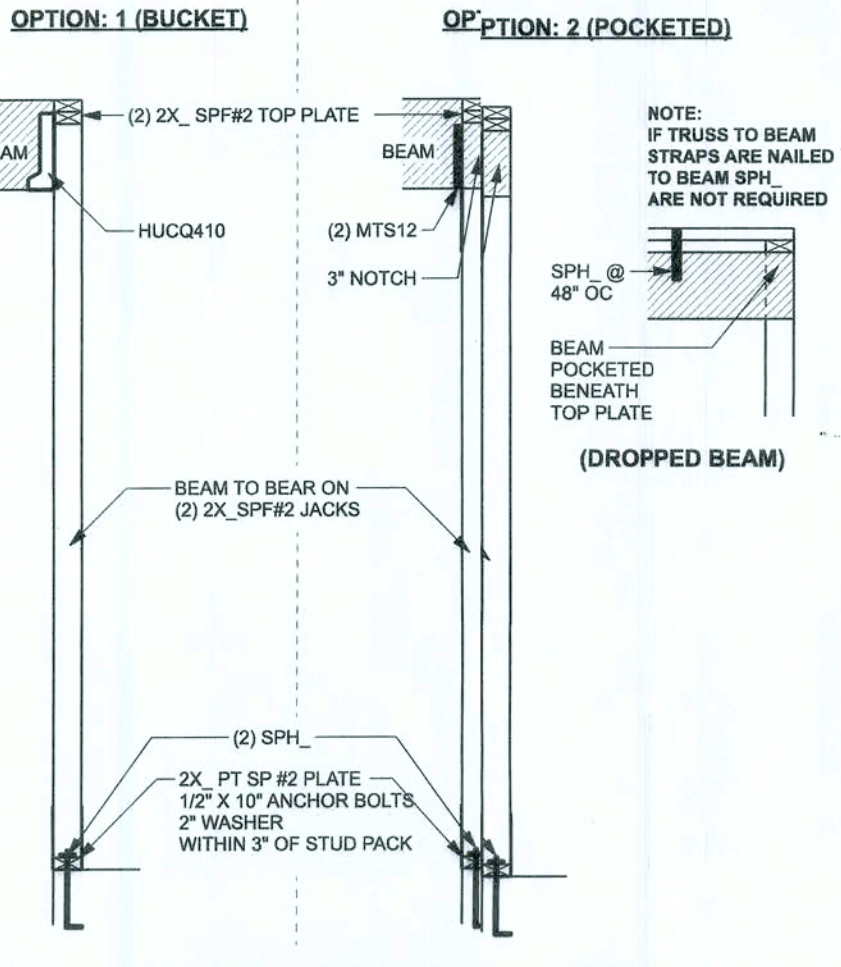 OPTION: 1 (BUCKET)
OP
PTION: 2 (POCKETED)
(2) 2X_ SPF#2 TOP PLATE
AM
BEAM
HUCQ410
(2) MTS12
3" NOTCH
NOTE:
IF TRUSS TO BEAM
STRAPS ARE NAILED
TO BEAM SPH_
ARE NOT REQUIRED
SPH_ @
48" OC
BEAM
POCKETED
BENEATH
TOP PLATE
(DROPPED BEAM)
BEAM TO BEAR ON
(2) 2X_SPF#2 JACKS
(2) SPH_
2X_ PT SP #2 PLATE
1/2" X 10" ANCHOR BOLTS
2" WASHER
WITHIN 3" OF STUD PACK